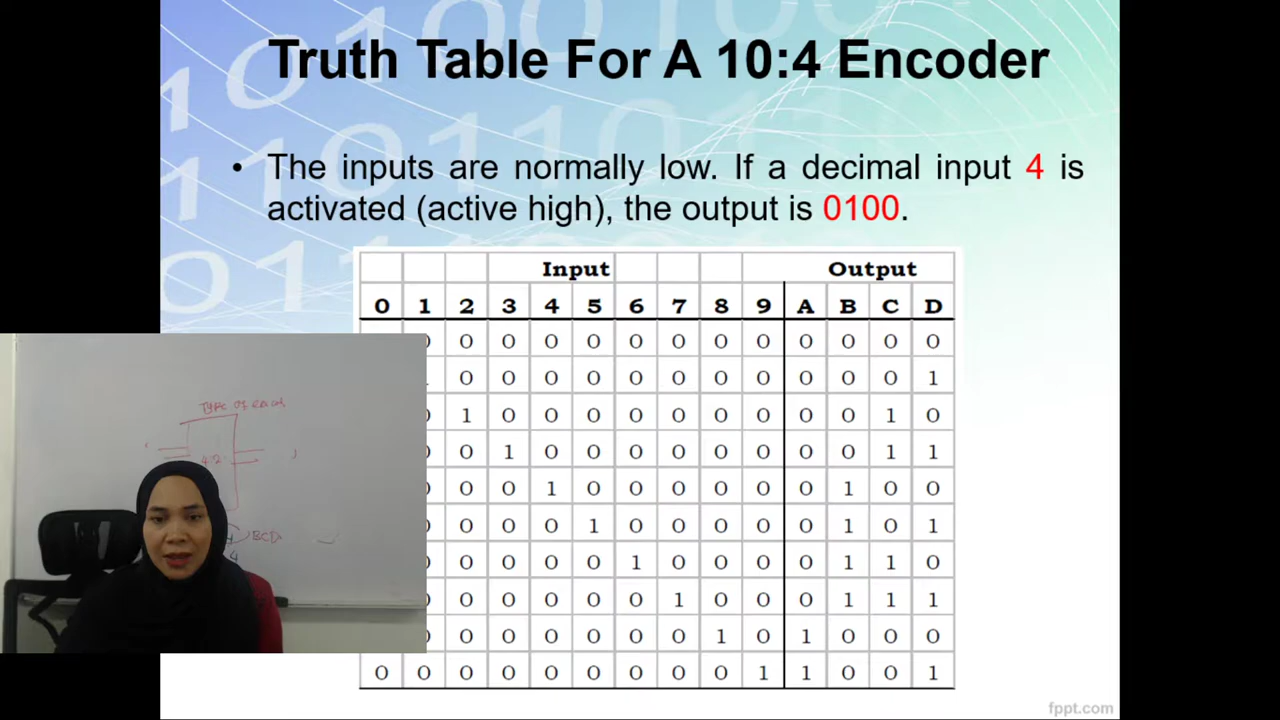 Truth Table For A 10:4 Encoder
• The inputs are normally low. If a decimal input 4 is
activated (active high), the output is 0100.
Input Output
0 1 2 3 4 5 6 7 8 9 A B C D
0 0 0 0 0 0 0 0 0 0 0 0
0 0 0 0 0 0 0 0 0 0 0 1
1 0 0 0 0 0 0 0 0 0 1 0
0 1 0 0 0 0 0 0 0 0 1 1
0 0 1 0 0 0 0 0 0 1 0 0
0 0 0 1 0 0 0 0 0 1 0 1
0 0 0 0 1 0 0 0 0 1 1 0
0 0 0 0 0 1 0 0 0 1 1 1
0 0 0 0 0 0 1 0 1 0 0 0
0 0 0 0 0 0 0 0 0 1 1 0 0 1
Type of
4:2
BCD
4
fppt.com